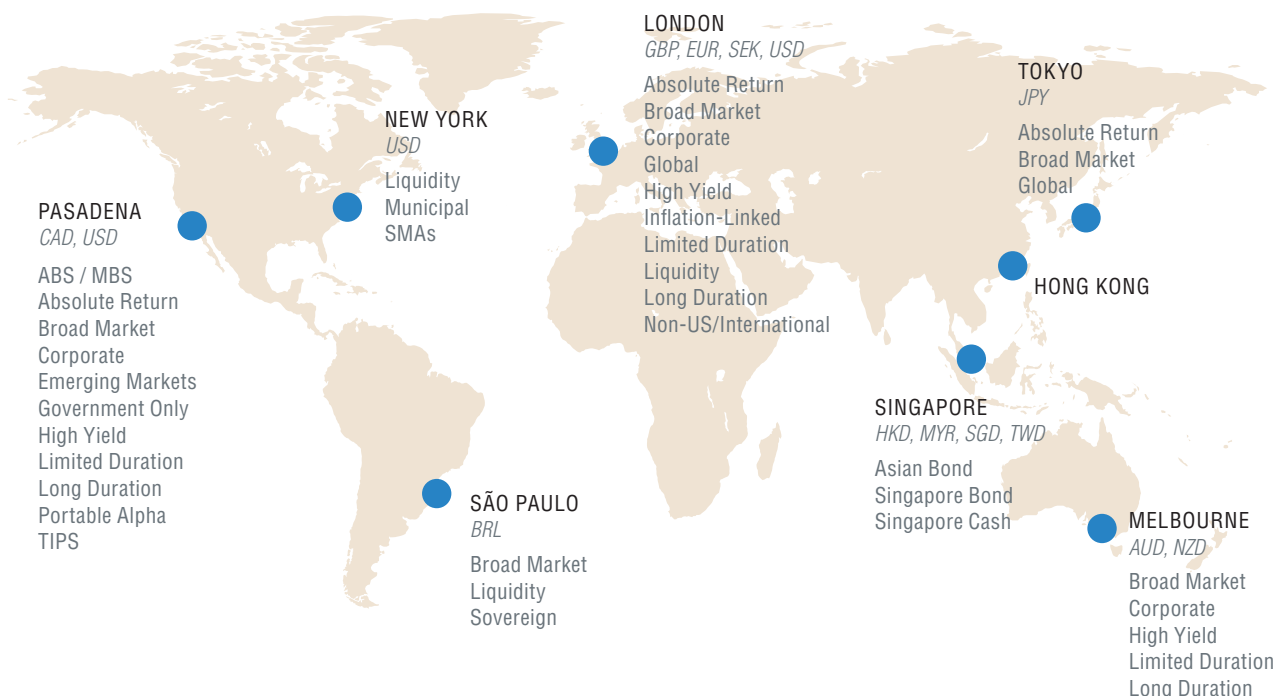 LONDON
GBP, EUR, SEK, USD
Absolute Return
Broad Market
Corporate
Global
High Yield
Inflation-Linked
Limited Duration
Liquidity
Long Duration
Non-US/International
TOKYO
JPY
Absolute Return
Broad Market
Global
NEW YORK
USD
Liquidity
Municipal
SMAs
PASADENA
CAD, USD
ABS / MBS
Absolute Return
Broad Market
Corporate
Emerging Markets
Government Only
High Yield
Limited Duration
Long Duration
Portable Alpha
TIPS
HONG KONG
SINGAPORE
HKD, MYR, SGD, TWD
Asian Bond
Singapore Bond
Singapore Cash
SÃO PAULO
BRL
Broad Market
Liquidity
Sovereign
MELBOURNE
AUD, NZD
Broad Market
Corporate
High Yield
Limited Duration
Long Duration